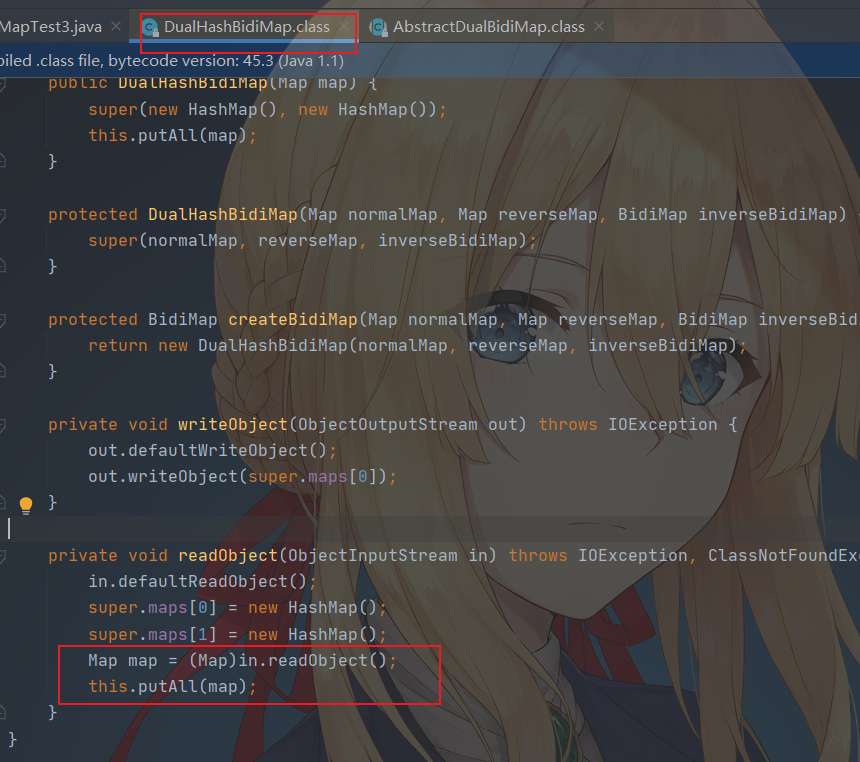 MapTest3.java DualHashBidiMap.class AbstractDualBidiMap.class
piled .class file, bytecode version: 45.3 (Java 1.1)
public DualHashBidiMap(Map map) {
super(new HashMap(), new HashMap());
this.putAll(map);
}
protected DualHashBidiMap(Map normalMap, Map reverseMap, BidiMap inverseBidiMap)
super(normalMap, reverseMap, inverseBidiMap);
}
protected BidiMap createBidiMap(Map normalMap, Map reverseMap, BidiMap inverseBid
return new DualHashBidiMap(normalMap, reverseMap, inverseBidiMap);
}
private void writeObject(ObjectOutputStream out) throws IOException {
out.defaultWriteObject();
out.writeObject(super.maps[0]);
}
private void readObject(ObjectInputStream in) throws IOException, ClassNotFoundEx
in.defaultReadObject();
super.maps[0] = new HashMap();
super.maps[1] = new HashMap();
Map map = (Map)in.readObject();
this.putAll(map);
}
}